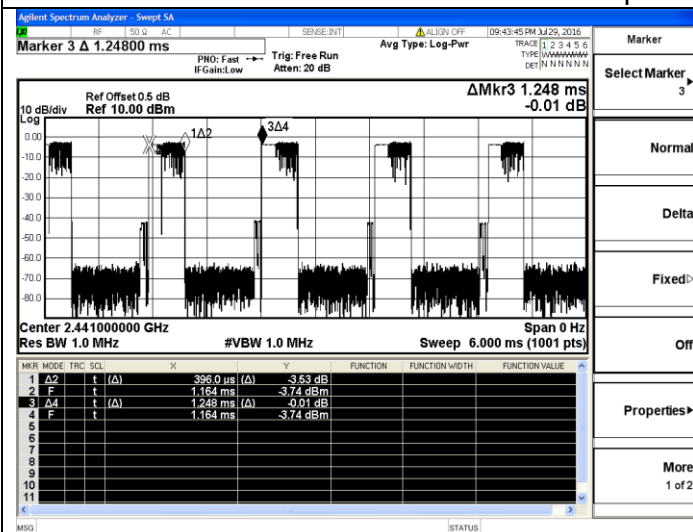 Agilent Spectrum Analyzer - Swept SA
RF 50 Ω AC SENSE:INT ALIGN OFF 09:43:45 PM Jul 29, 2016
Marker 3 Δ 1.24800 ms
PNO: Fast Trig: Free Run Avg Type: Log-Pwr TRACE 1 2 3 4 5 6
TYPE WWWWWW
IFGain:Low Atten: 20 dB DET N N N N N N
Ref Offset 0.5 dB ΔMkr3 1.248 ms
10 dB/div Ref 10.00 dBm -0.01 dB
Log
0.00
-10.0
-20.0
-30.0
-40.0
-50.0
-60.0
-70.0
-80.0
1Δ2
3Δ4
Center 2.441000000 GHz Span 0 Hz
Res BW 1.0 MHz #VBW 1.0 MHz Sweep 6.000 ms (1001 pts)
MKR MODE TRC SCL X Y FUNCTION FUNCTION WIDTH FUNCTION VALUE
1 Δ2 t (Δ) 396.0 μs (Δ) -3.53 dB
2 F t 1.164 ms -3.74 dBm
3 Δ4 t (Δ) 1.248 ms (Δ) -0.01 dB
4 F t 1.164 ms -3.74 dBm
5
6
7
8
9
10
11
MSG STATUS
Marker
Select Marker
3
Normal
Delta
Fixed
Off
Properties
More
1 of 2